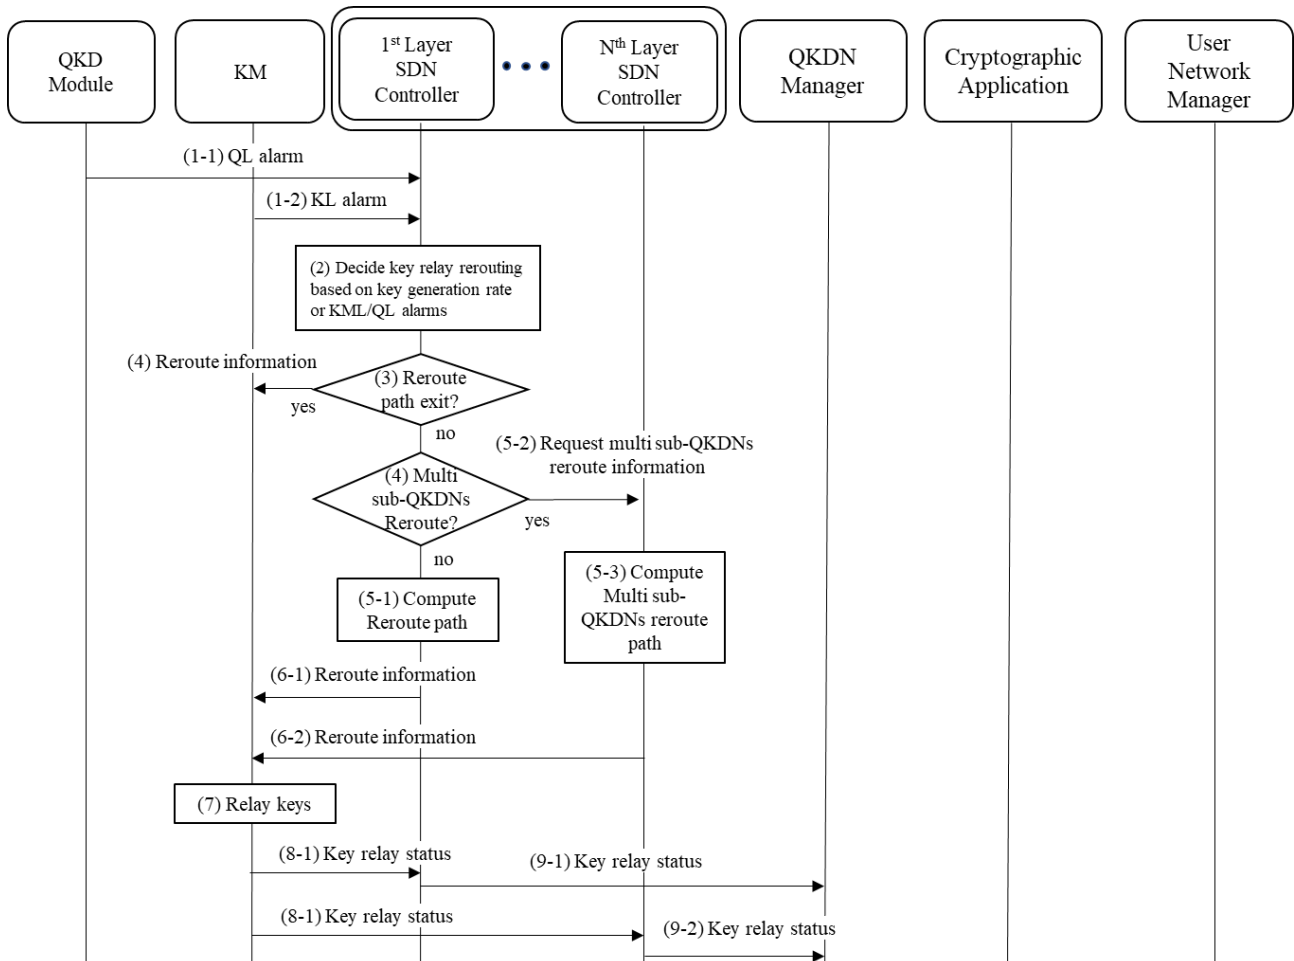 QKD
Module
KM
1st Layer
SDN
Controller
Nth Layer
SDN
Controller
QKDN
Manager
Cryptographic
Application
User
Network
Manager
(1-1) QL alarm
(1-2) KL alarm
(2) Decide key relay rerouting
based on key generation rate
or KML/QL alarms
(4) Reroute information
(3) Reroute
path exit?
yes
no
(5-2) Request multi sub-QKDNs
reroute information
(4) Multi
sub-QKDNs
Reroute?
yes
no
(5-1) Compute
Reroute path
(5-3) Compute
Multi sub-
QKDNs reroute
path
(6-1) Reroute information
(6-2) Reroute information
(7) Relay keys
(8-1) Key relay status
(9-1) Key relay status
(8-1) Key relay status
(9-2) Key relay status